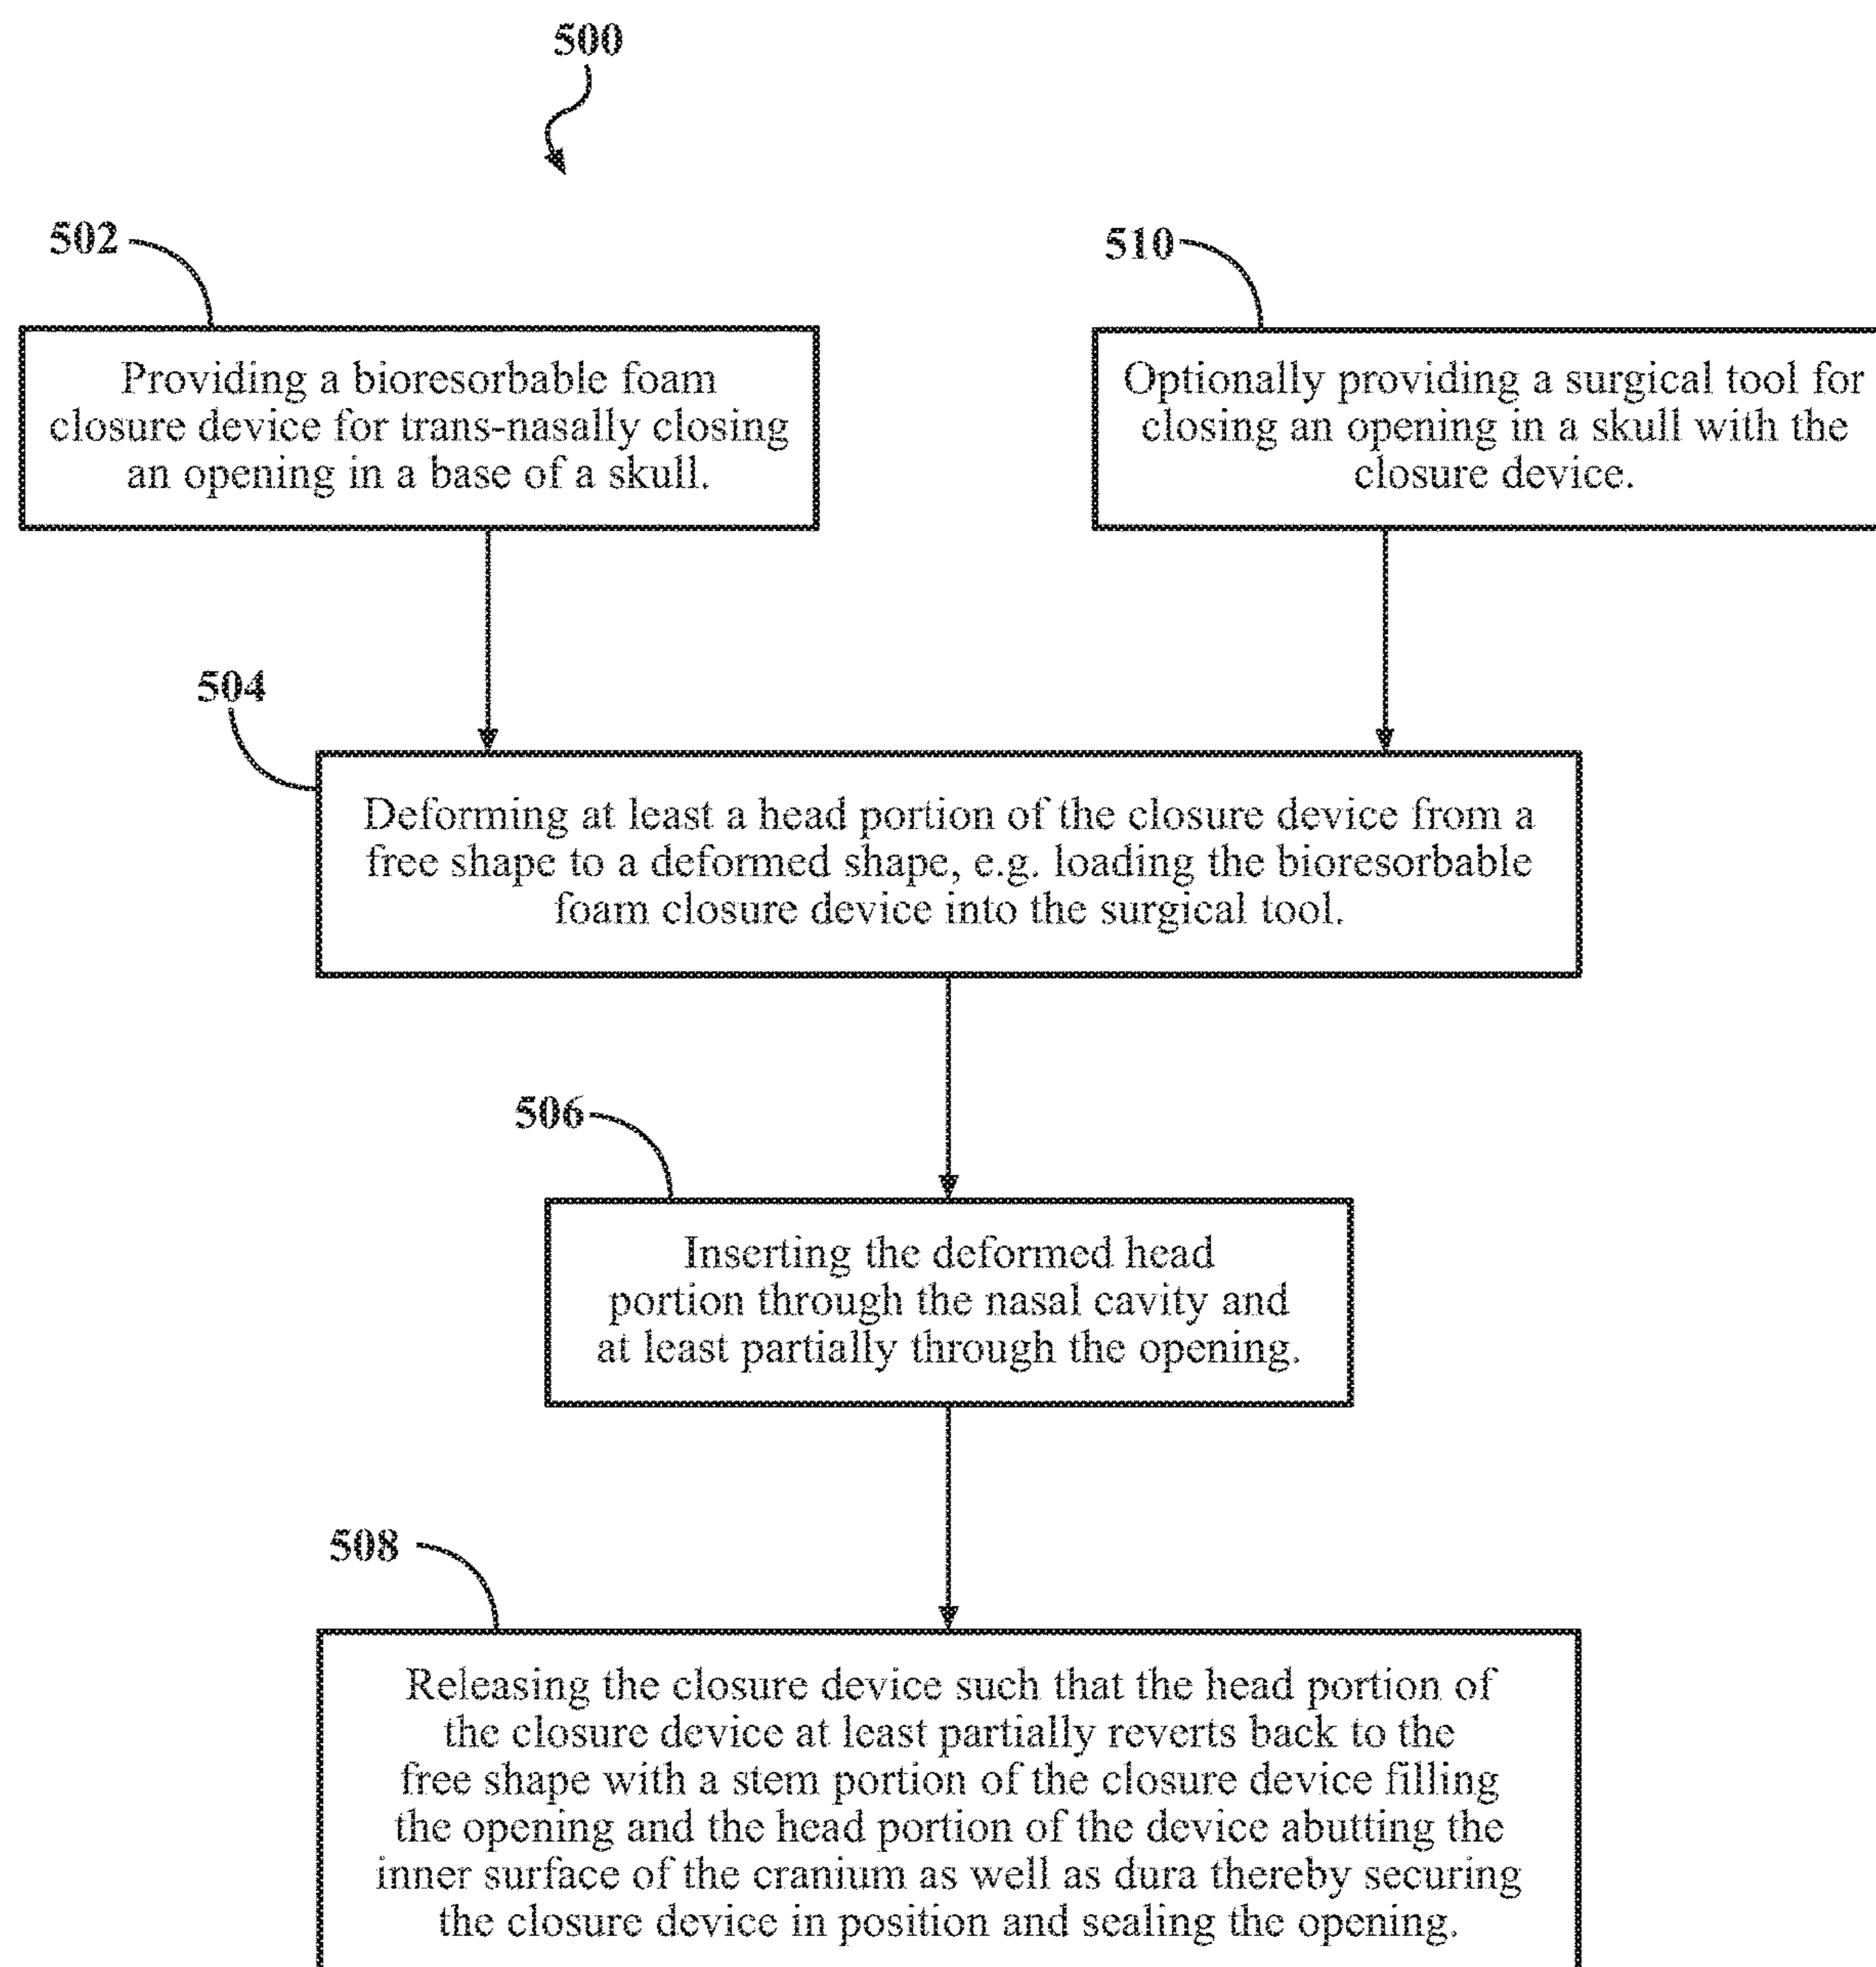 500
502
510
Providing a bioresorbable foam
closure device for trans-nasally closing
an opening in a base of a skull.
Optionally providing a surgical tool for
closing an opening in a skull with the
closure device.
504
Deforming at least a head portion of the closure device from a
free shape to a deformed shape, e.g. loading the bioresorbable
foam closure device into the surgical tool.
506
Inserting the deformed head
portion through the nasal cavity and
at least partially through the opening.
508
Releasing the closure device such that the head portion of
the closure device at least partially reverts back to the
free shape with a stem portion of the closure device filling
the opening and the head portion of the device abutting the
inner surface of the cranium as well as dura thereby securing
the closure device in position and sealing the opening.